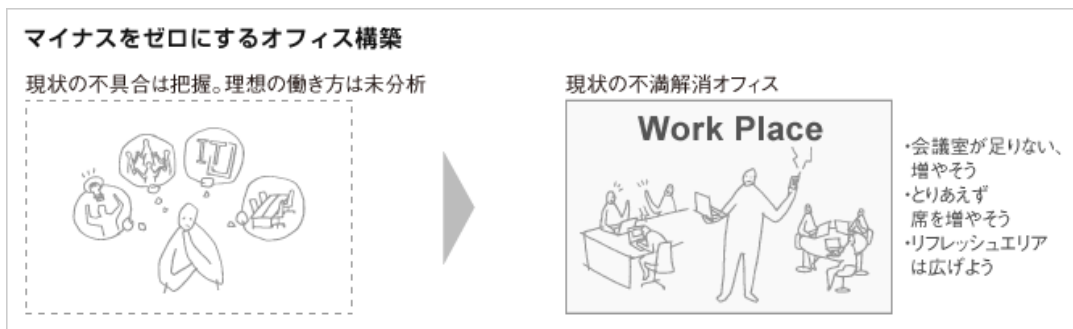 マイナスをゼロにするオフィス構築
現状の不具合は把握。理想の働き方は未分析
IT
現状の不満解消オフィス
Work Place
・会議室が足りない、
増やそう
・とりあえず
席を増やそう
・リフレッシュエリア
は広げよう